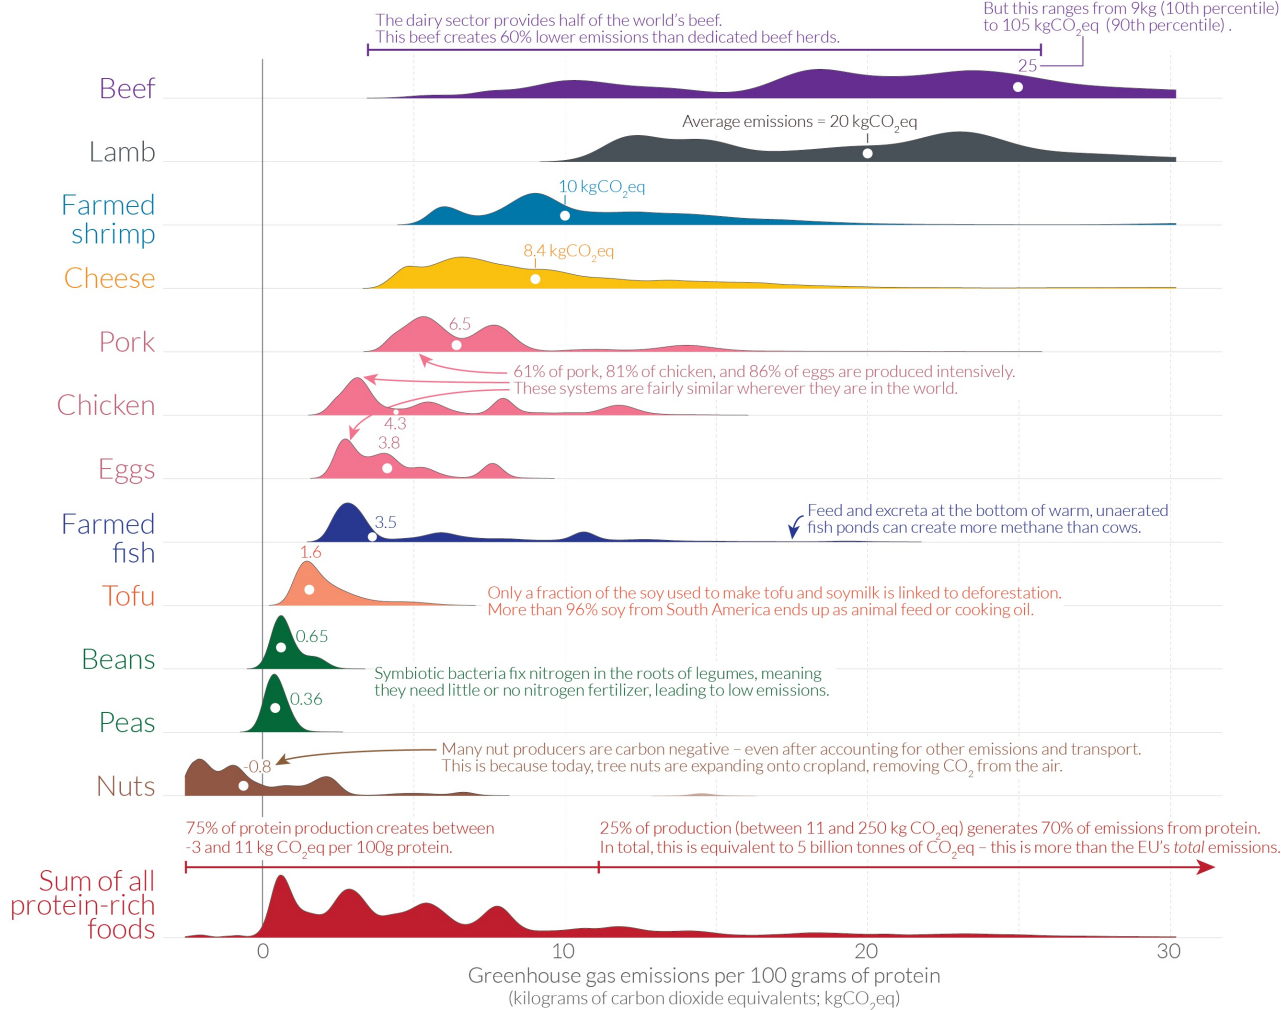 The dairy sector provides half of the world's beef.
This beef creates 60% lower emissions than dedicated beef herds.
But this ranges from 9kg (10th percentile)
to 105 kgCO₂eq (90th percentile) .
25
Beef
Average emissions = 20 kgCO₂eq
Lamb
10 kgCO₂eq
Farmed
shrimp
8.4 kgCO₂eq
Cheese
6.5
Pork
61% of pork, 81% of chicken, and 86% of eggs are produced intensively.
These systems are fairly similar wherever they are in the world.
Chicken
4.3
3.8
Eggs
Feed and excreta at the bottom of warm, unaerated
fish ponds can create more methane than cows.
3.5
Farmed
fish
1.6
Tofu
Only a fraction of the soy used to make tofu and soymilk is linked to deforestation.
More than 96% soy from South America ends up as animal feed or cooking oil.
0.65
Beans
Symbiotic bacteria fix nitrogen in the roots of legumes, meaning
they need little or no nitrogen fertilizer, leading to low emissions.
0.36
Peas
Many nut producers are carbon negative – even after accounting for other emissions and transport.
This is because today, tree nuts are expanding onto cropland, removing CO₂ from the air.
-0.8
Nuts
75% of protein production creates between
-3 and 11 kg CO₂eq per 100g protein.
25% of production (between 11 and 250 kg CO₂eq) generates 70% of emissions from protein.
In total, this is equivalent to 5 billion tonnes of CO₂eq – this is more than the EU's total emissions.
Sum of all
protein-rich
foods
0 10 20 30
Greenhouse gas emissions per 100 grams of protein
(kilograms of carbon dioxide equivalents; kgCO₂eq)